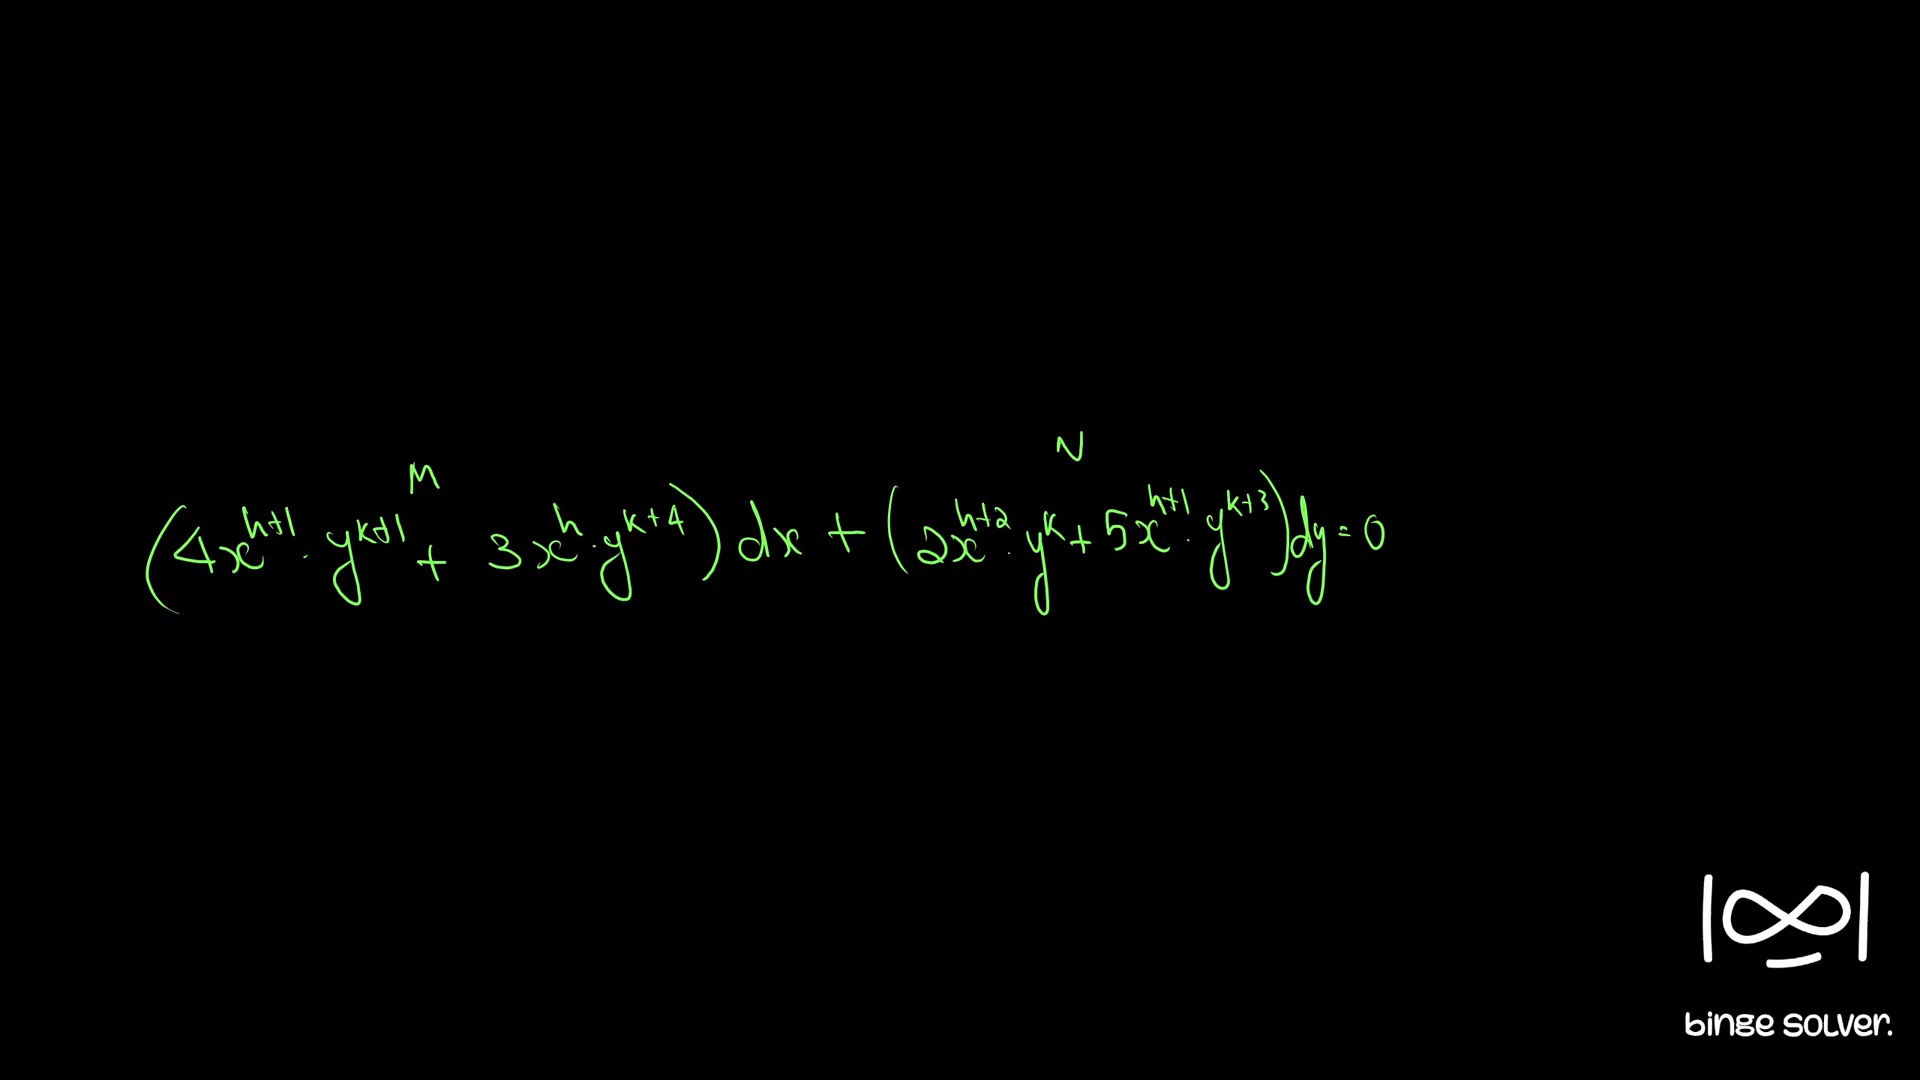 M N
(4x^{h+1} · y^{k+1} + 3x^{h} · y^{k+4}) dx + (2x^{h+2} · y^{k} + 5x^{h+1} · y^{k+3}) dy = 0
binge solver.